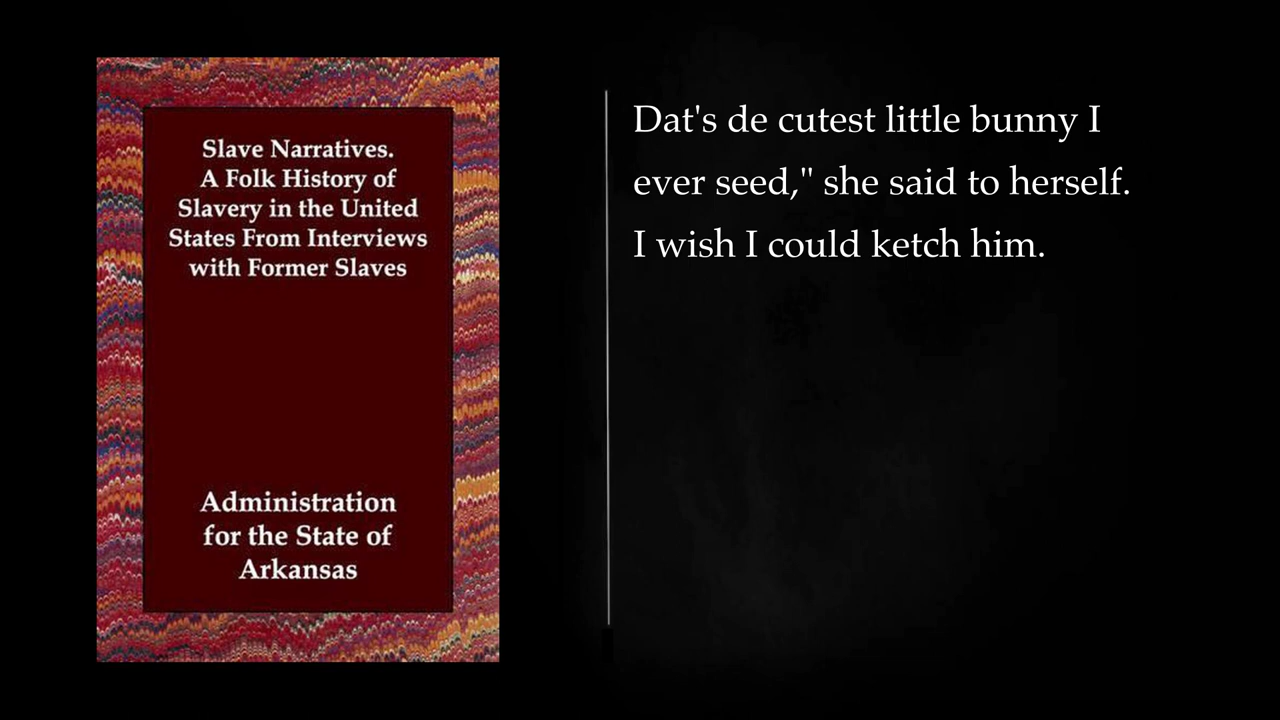 Slave Narratives.
A Folk History of
Slavery in the United
States From Interviews
with Former Slaves
Administration
for the State of
Arkansas
Dat's de cutest little bunny I
ever seed," she said to herself.
I wish I could ketch him.